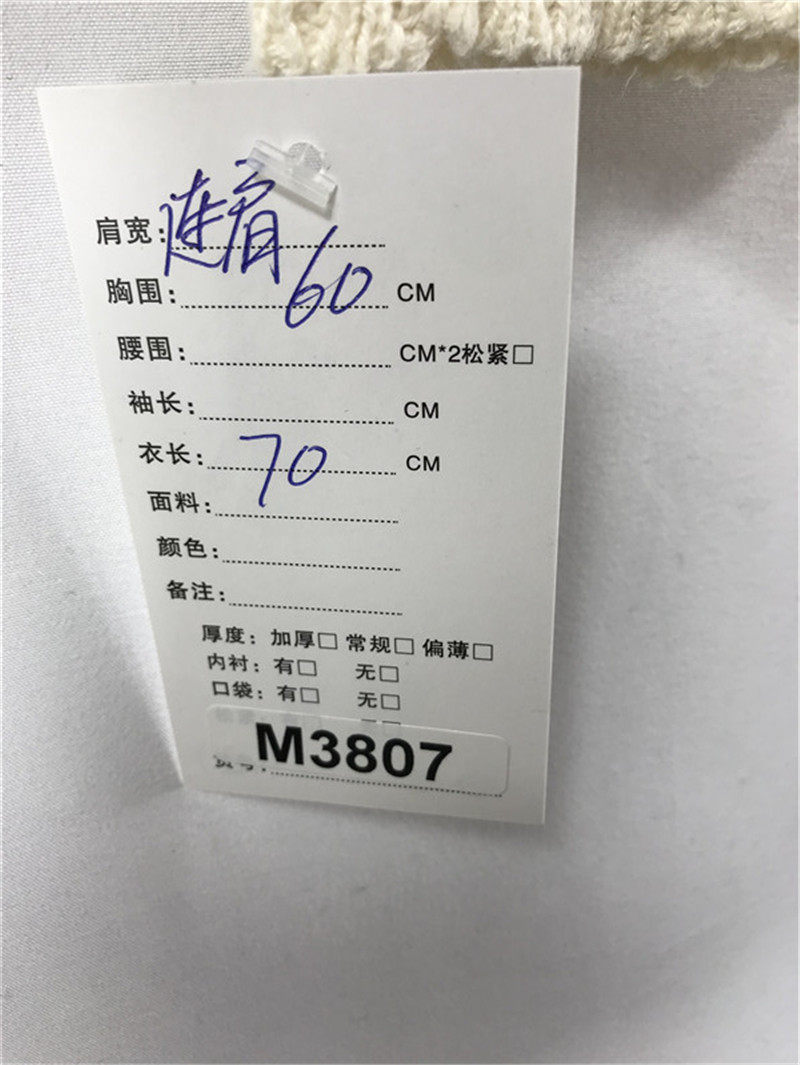 肩宽：连肩
胸围：60 CM
腰围： CM*2松紧□
袖长： CM
衣长：70 CM
面料：
颜色：
备注：
厚度：加厚□ 常规□ 偏薄□
内衬：有□ 无□
口袋：有□ 无□
M3807